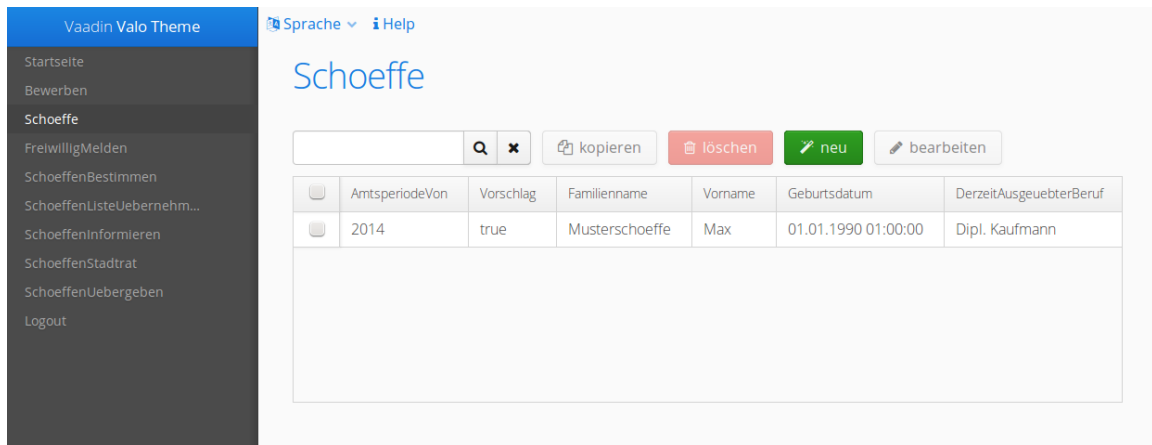 Vaadin Valo Theme
Sprache Help
Startseite
Bewerben
Schoeffe
FreiwilligMelden
SchoeffenBestimmen
SchoeffenListeUebernehm...
SchoeffenInformieren
SchoeffenStadtrat
SchoeffenUebergeben
Logout
Schoeffe
kopieren löschen neu bearbeiten
AmtsperiodeVon Vorschlag Familienname Vorname Geburtsdatum DerzeitAusgeuebterBeruf
2014 true Musterschoeffe Max 01.01.1990 01:00:00 Dipl. Kaufmann